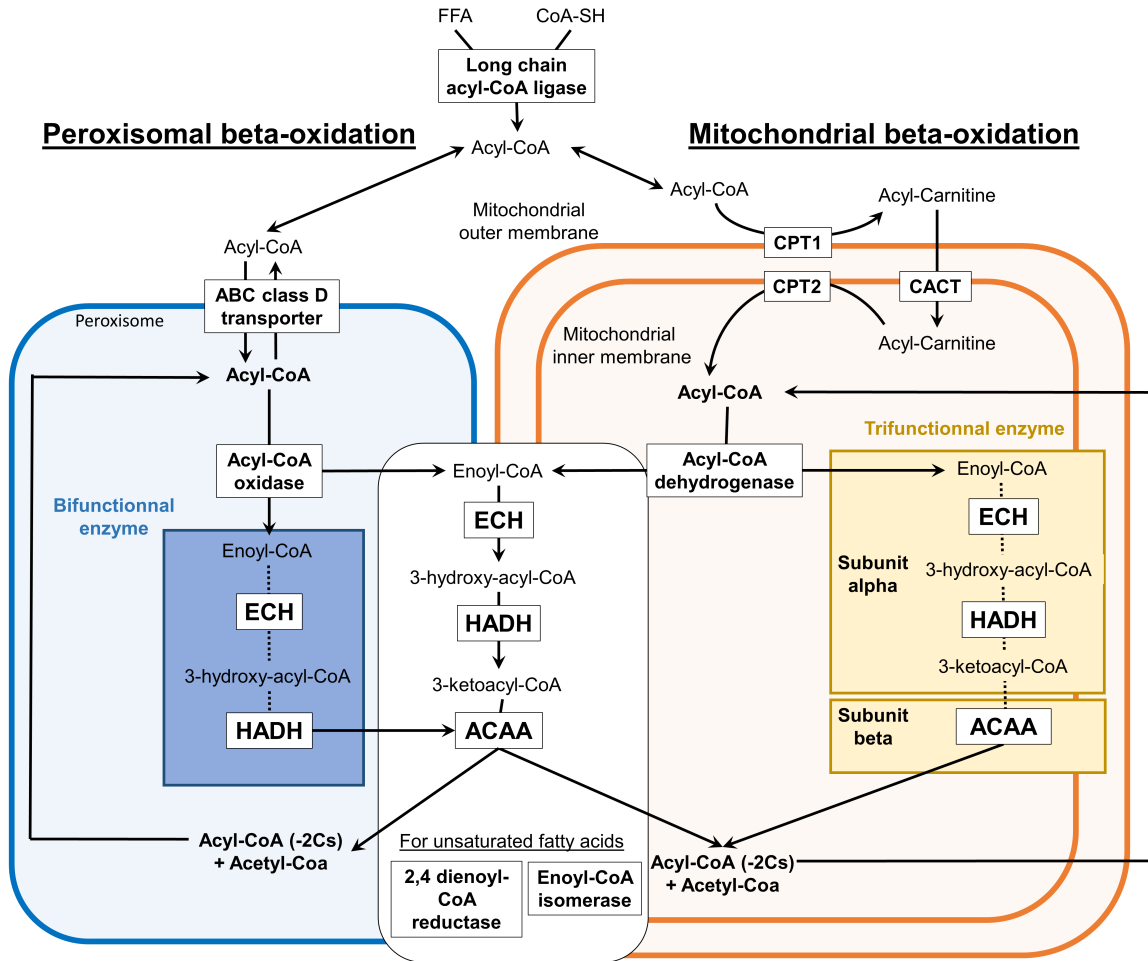 FFA
CoA-SH
Long chain
acyl-CoA ligase
Peroxisomal beta-oxidation
Mitochondrial beta-oxidation
Acyl-CoA
Acyl-CoA
Acyl-Carnitine
Mitochondrial
outer membrane
Acyl-CoA
CPT1
ABC class D
transporter
CPT2
CACT
Peroxisome
Mitochondrial
inner membrane
Acyl-Carnitine
Acyl-CoA
Acyl-CoA
Trifunctionnal enzyme
Acyl-CoA
oxidase
Enoyl-CoA
Acyl-CoA
dehydrogenase
Enoyl-CoA
Bifunctionnal
enzyme
ECH
ECH
Enoyl-CoA
3-hydroxy-acyl-CoA
Subunit
alpha
3-hydroxy-acyl-CoA
ECH
HADH
HADH
3-hydroxy-acyl-CoA
3-ketoacyl-CoA
3-ketoacyl-CoA
HADH
ACAA
Subunit
beta
ACAA
Acyl-CoA (-2Cs)
+ Acetyl-Coa
For unsaturated fatty acids
2,4 dienoyl-
CoA
reductase
Enoyl-CoA
isomerase
Acyl-CoA (-2Cs)
+ Acetyl-Coa